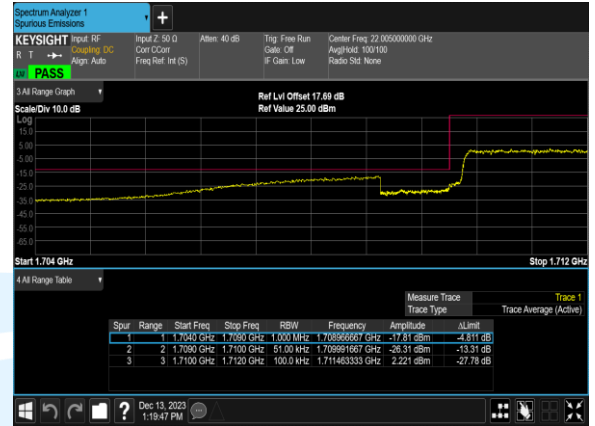 Spectrum Analyzer 1
Spurious Emissions
+
KEYSIGHT
R T
LV PASS
Input: RF
Coupling: DC
Align: Auto
Input Z: 50 Ω
Corr CCorr
Freq Ref: Int (S)
Atten: 40 dB
Trig: Free Run
Gate: Off
IF Gain: Low
Center Freq: 22.005000000 GHz
Avg|Hold: 100/100
Radio Std: None
3 All Range Graph
Scale/Div 10.0 dB
Ref Lvl Offset 17.69 dB
Ref Value 25.00 dBm
Log
15.0
5.00
-5.00
-15.0
-25.0
-35.0
-45.0
-55.0
-65.0
Start 1.704 GHz
Stop 1.712 GHz
4 All Range Table
Measure Trace Trace 1
Trace Type Trace Average (Active)
Spur Range Start Freq Stop Freq RBW Frequency Amplitude ΔLimit
1 1 1.7040 GHz 1.7090 GHz 1.000 MHz 1.708966667 GHz -17.81 dBm -4.811 dB
2 2 1.7090 GHz 1.7100 GHz 51.00 kHz 1.709991667 GHz -26.31 dBm -13.31 dB
3 3 1.7100 GHz 1.7120 GHz 100.0 kHz 1.711463333 GHz 2.221 dBm -27.78 dB
?
Dec 13, 2023
1:19:47 PM